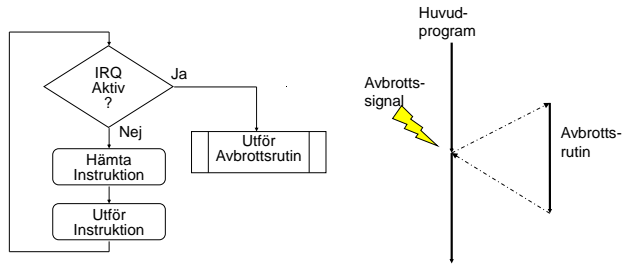 IRQ
Aktiv
?
Ja
Nej
Hämta
Instruktion
Utför
Instruktion
Utför
Avbrottsrutin
Huvud-
program
Avbrotts-
signal
Avbrotts-
rutin